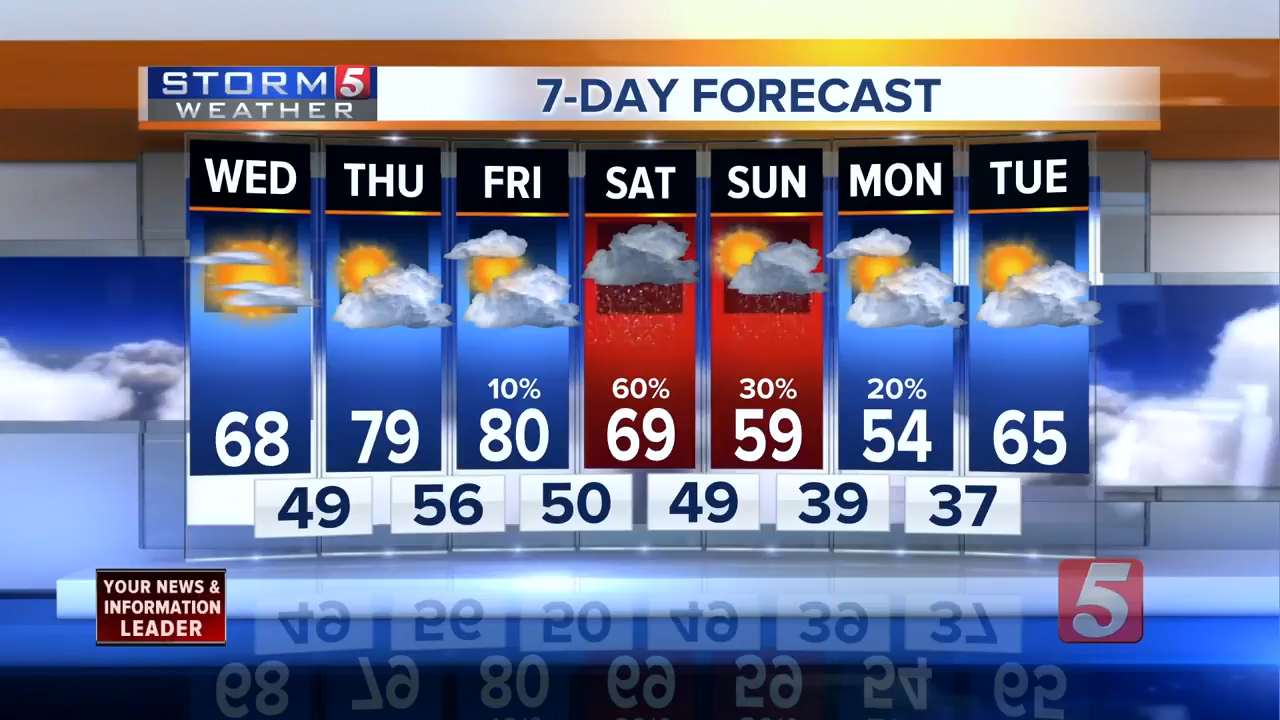 STORM 5
WEATHER
7-DAY FORECAST
WED THU FRI SAT SUN MON TUE
10% 60% 30% 20%
68 79 80 69 59 54 65
49 56 50 49 39 37
YOUR NEWS &
INFORMATION
LEADER
5